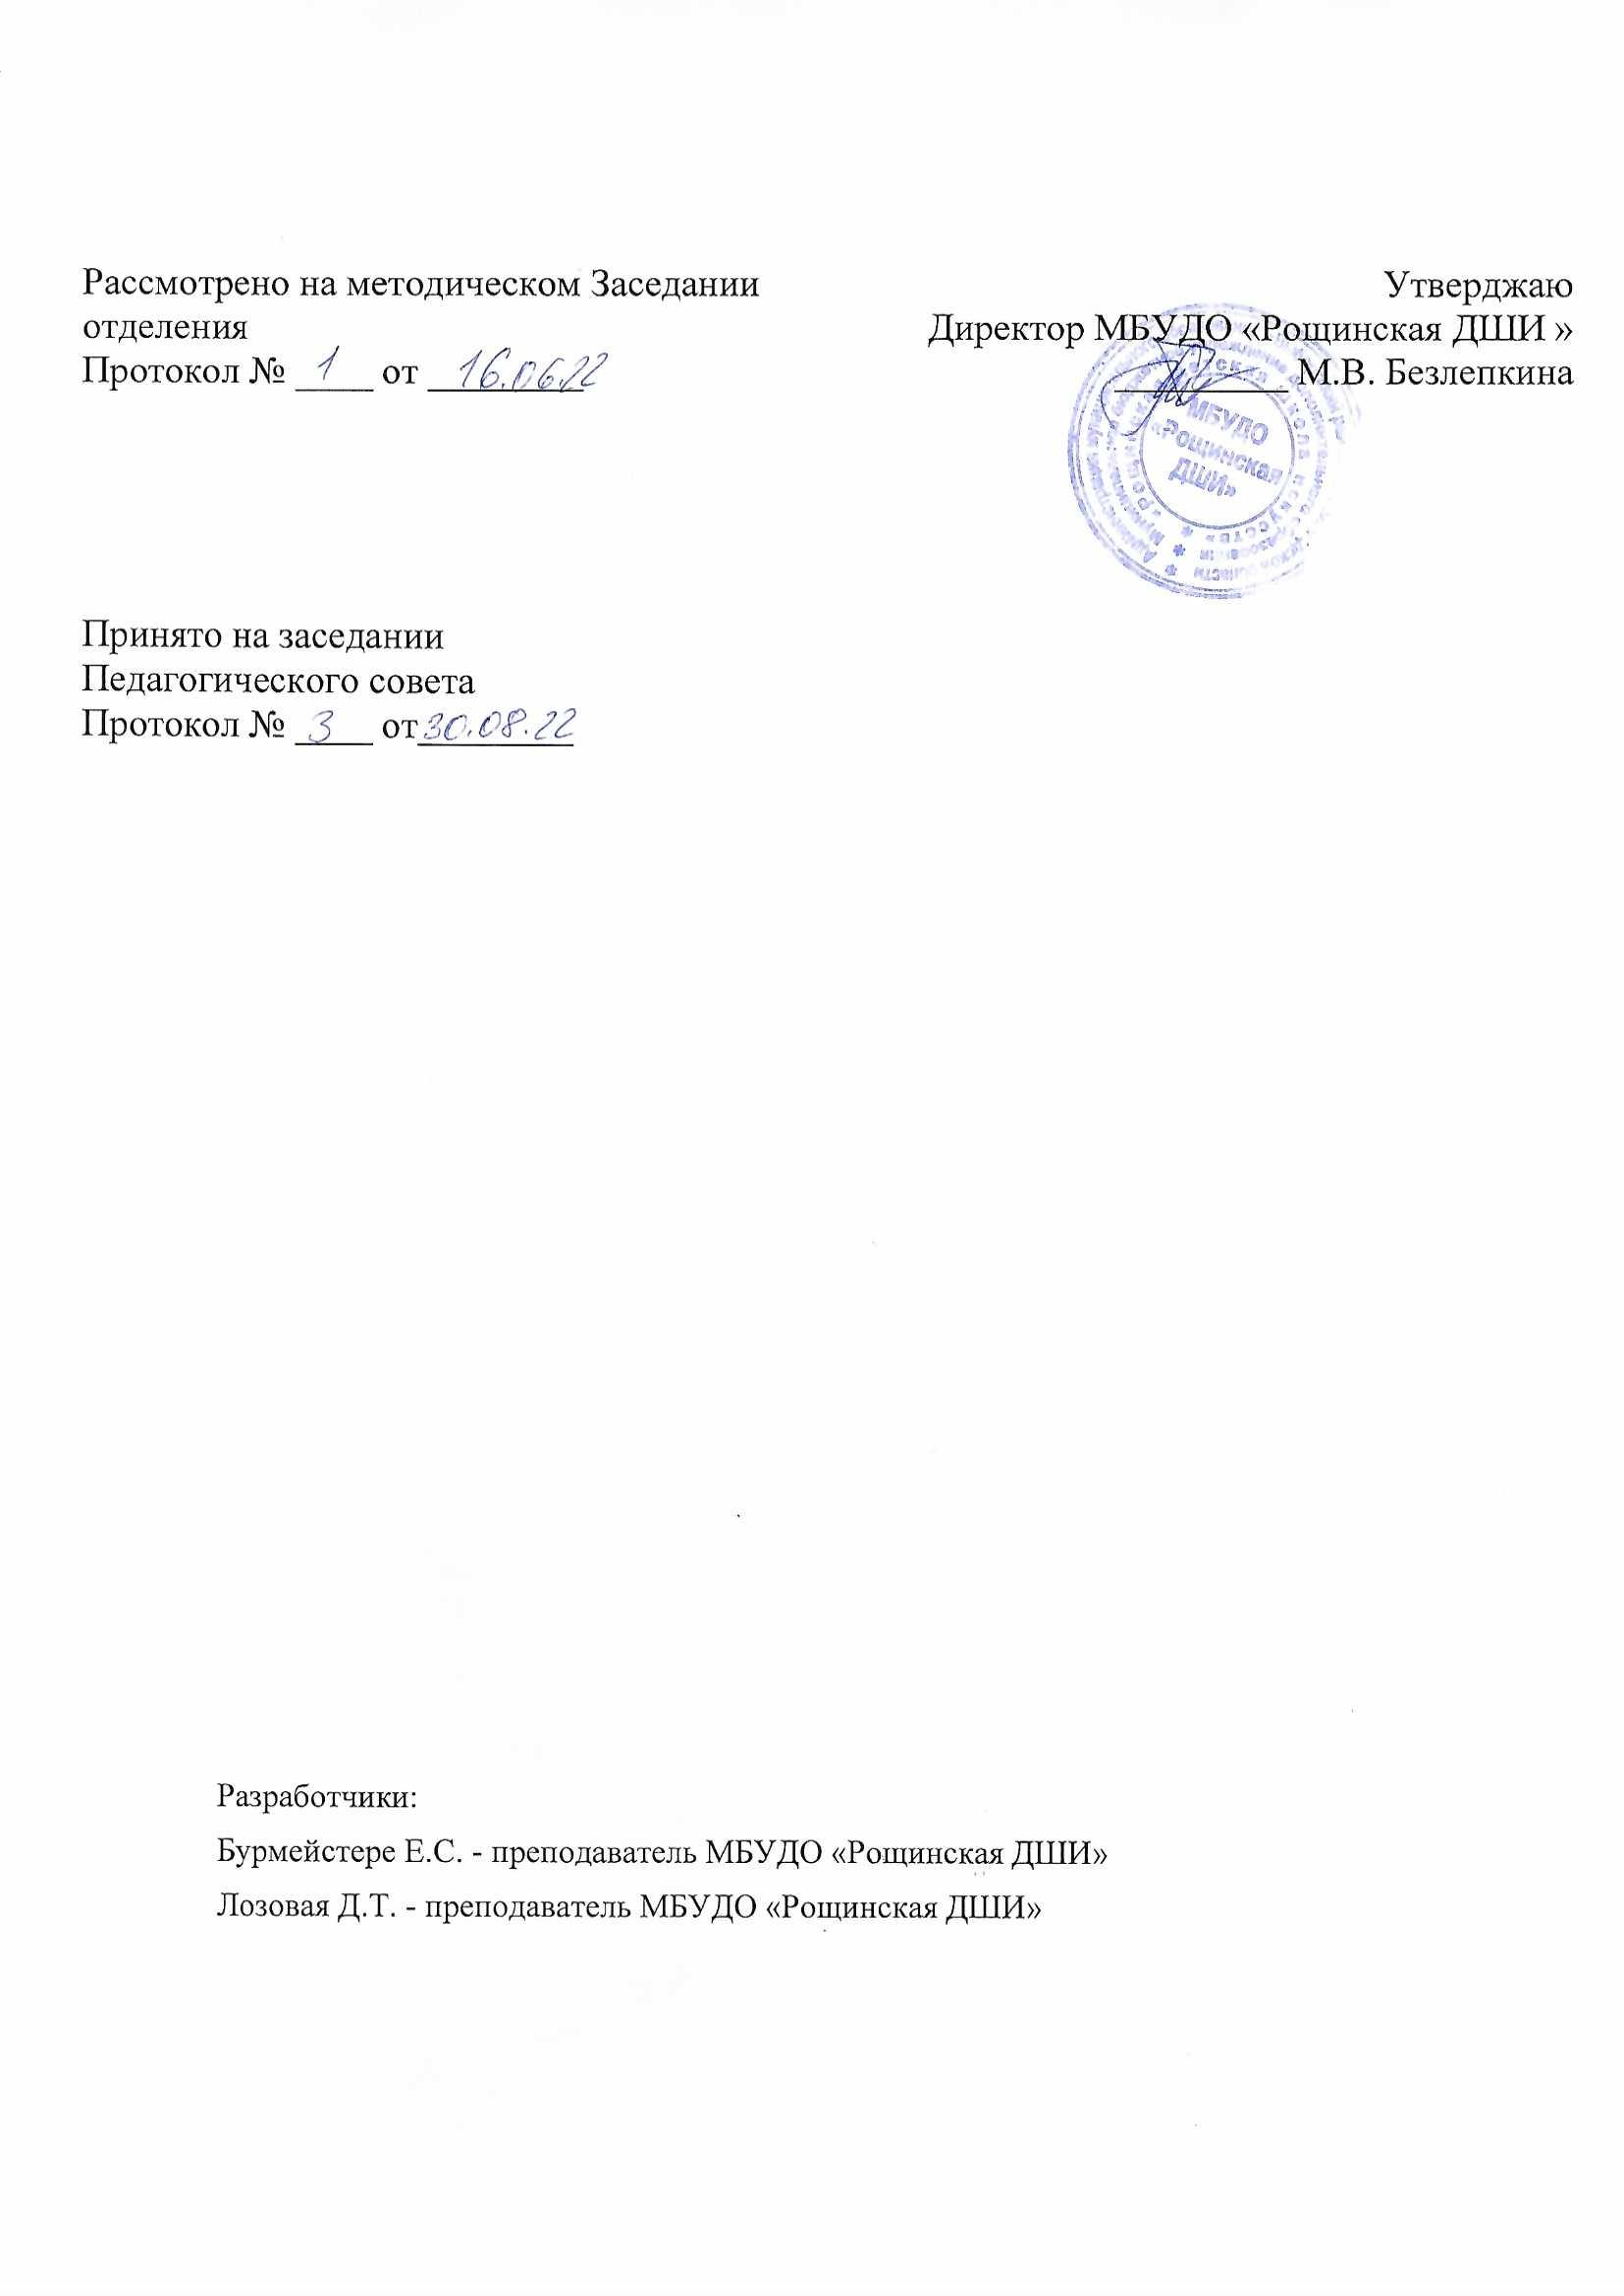 Рассмотрено на методическом Заседании
отделения
Протокол № 1 от 16.06.22
Утверждаю
Директор МБУДО «Рощинская ДШИ »
М.В. Безлепкина
МБУДО
«Рощинская
ДШИ»
Принято на заседании
Педагогического совета
Протокол № 3 от 30.08.22
Разработчики:
Бурмейстере Е.С. - преподаватель МБУДО «Рощинская ДШИ»
Лозовая Д.Т. - преподаватель МБУДО «Рощинская ДШИ»